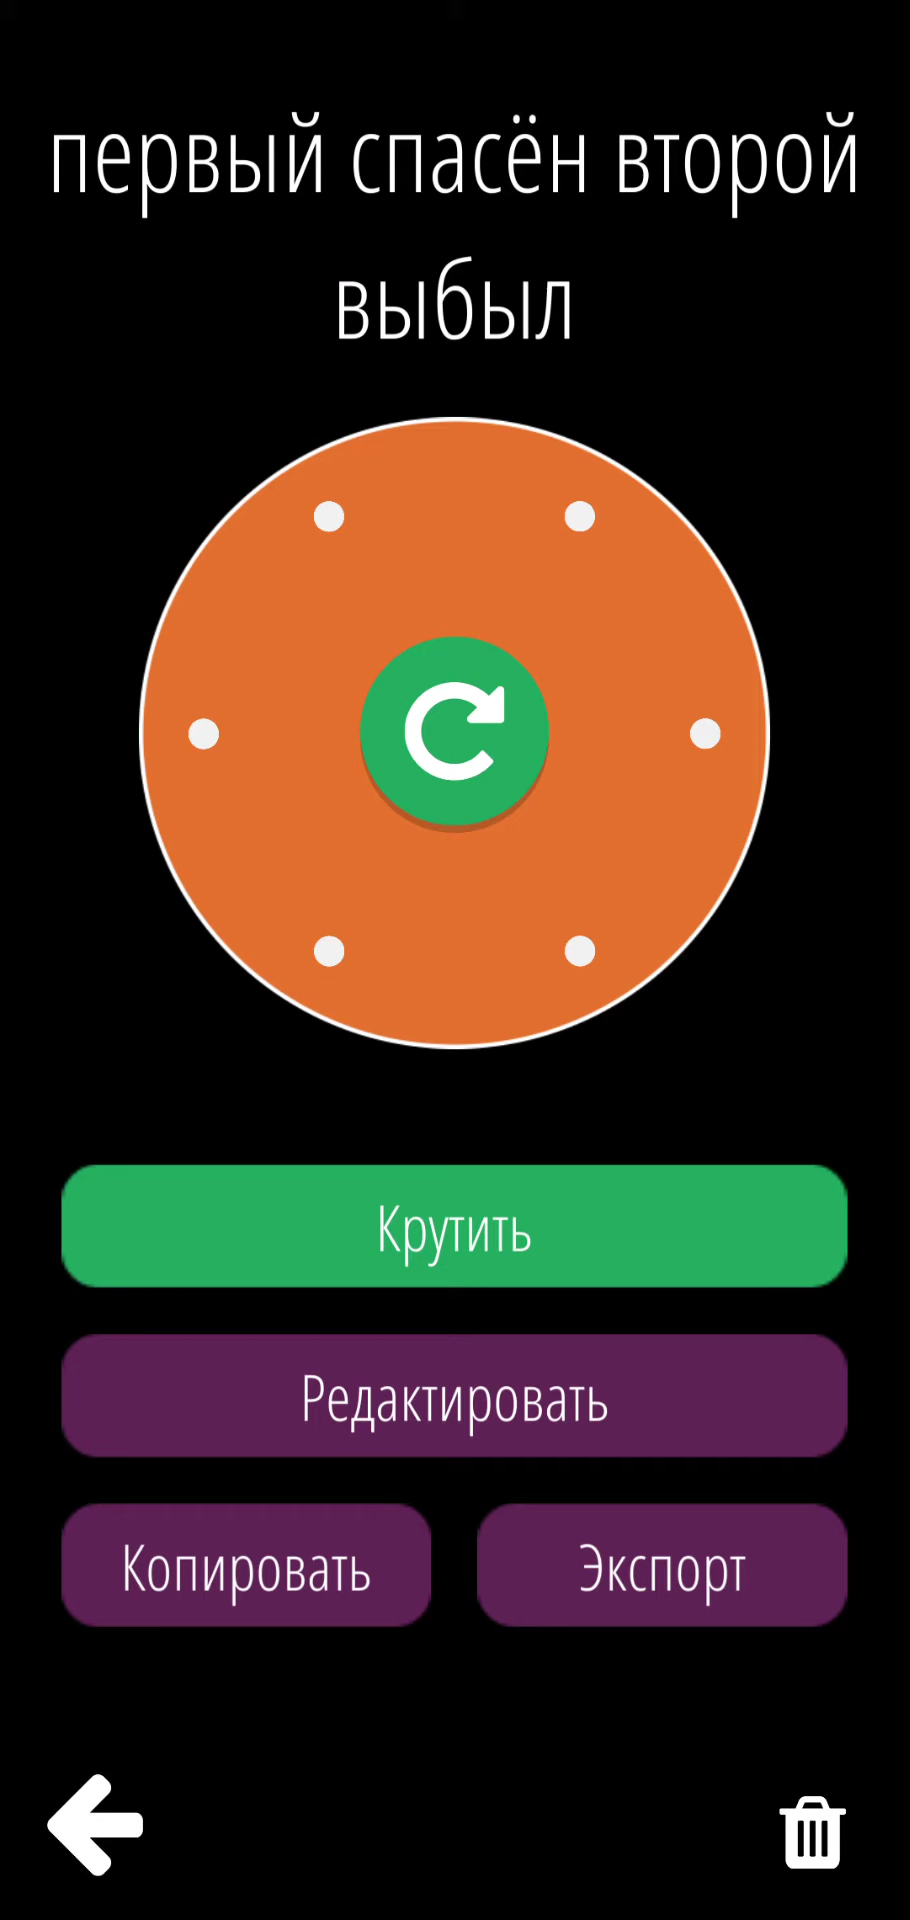 первый спасён второй
выбыл
Крутить
Редактировать
Копировать
Экспорт